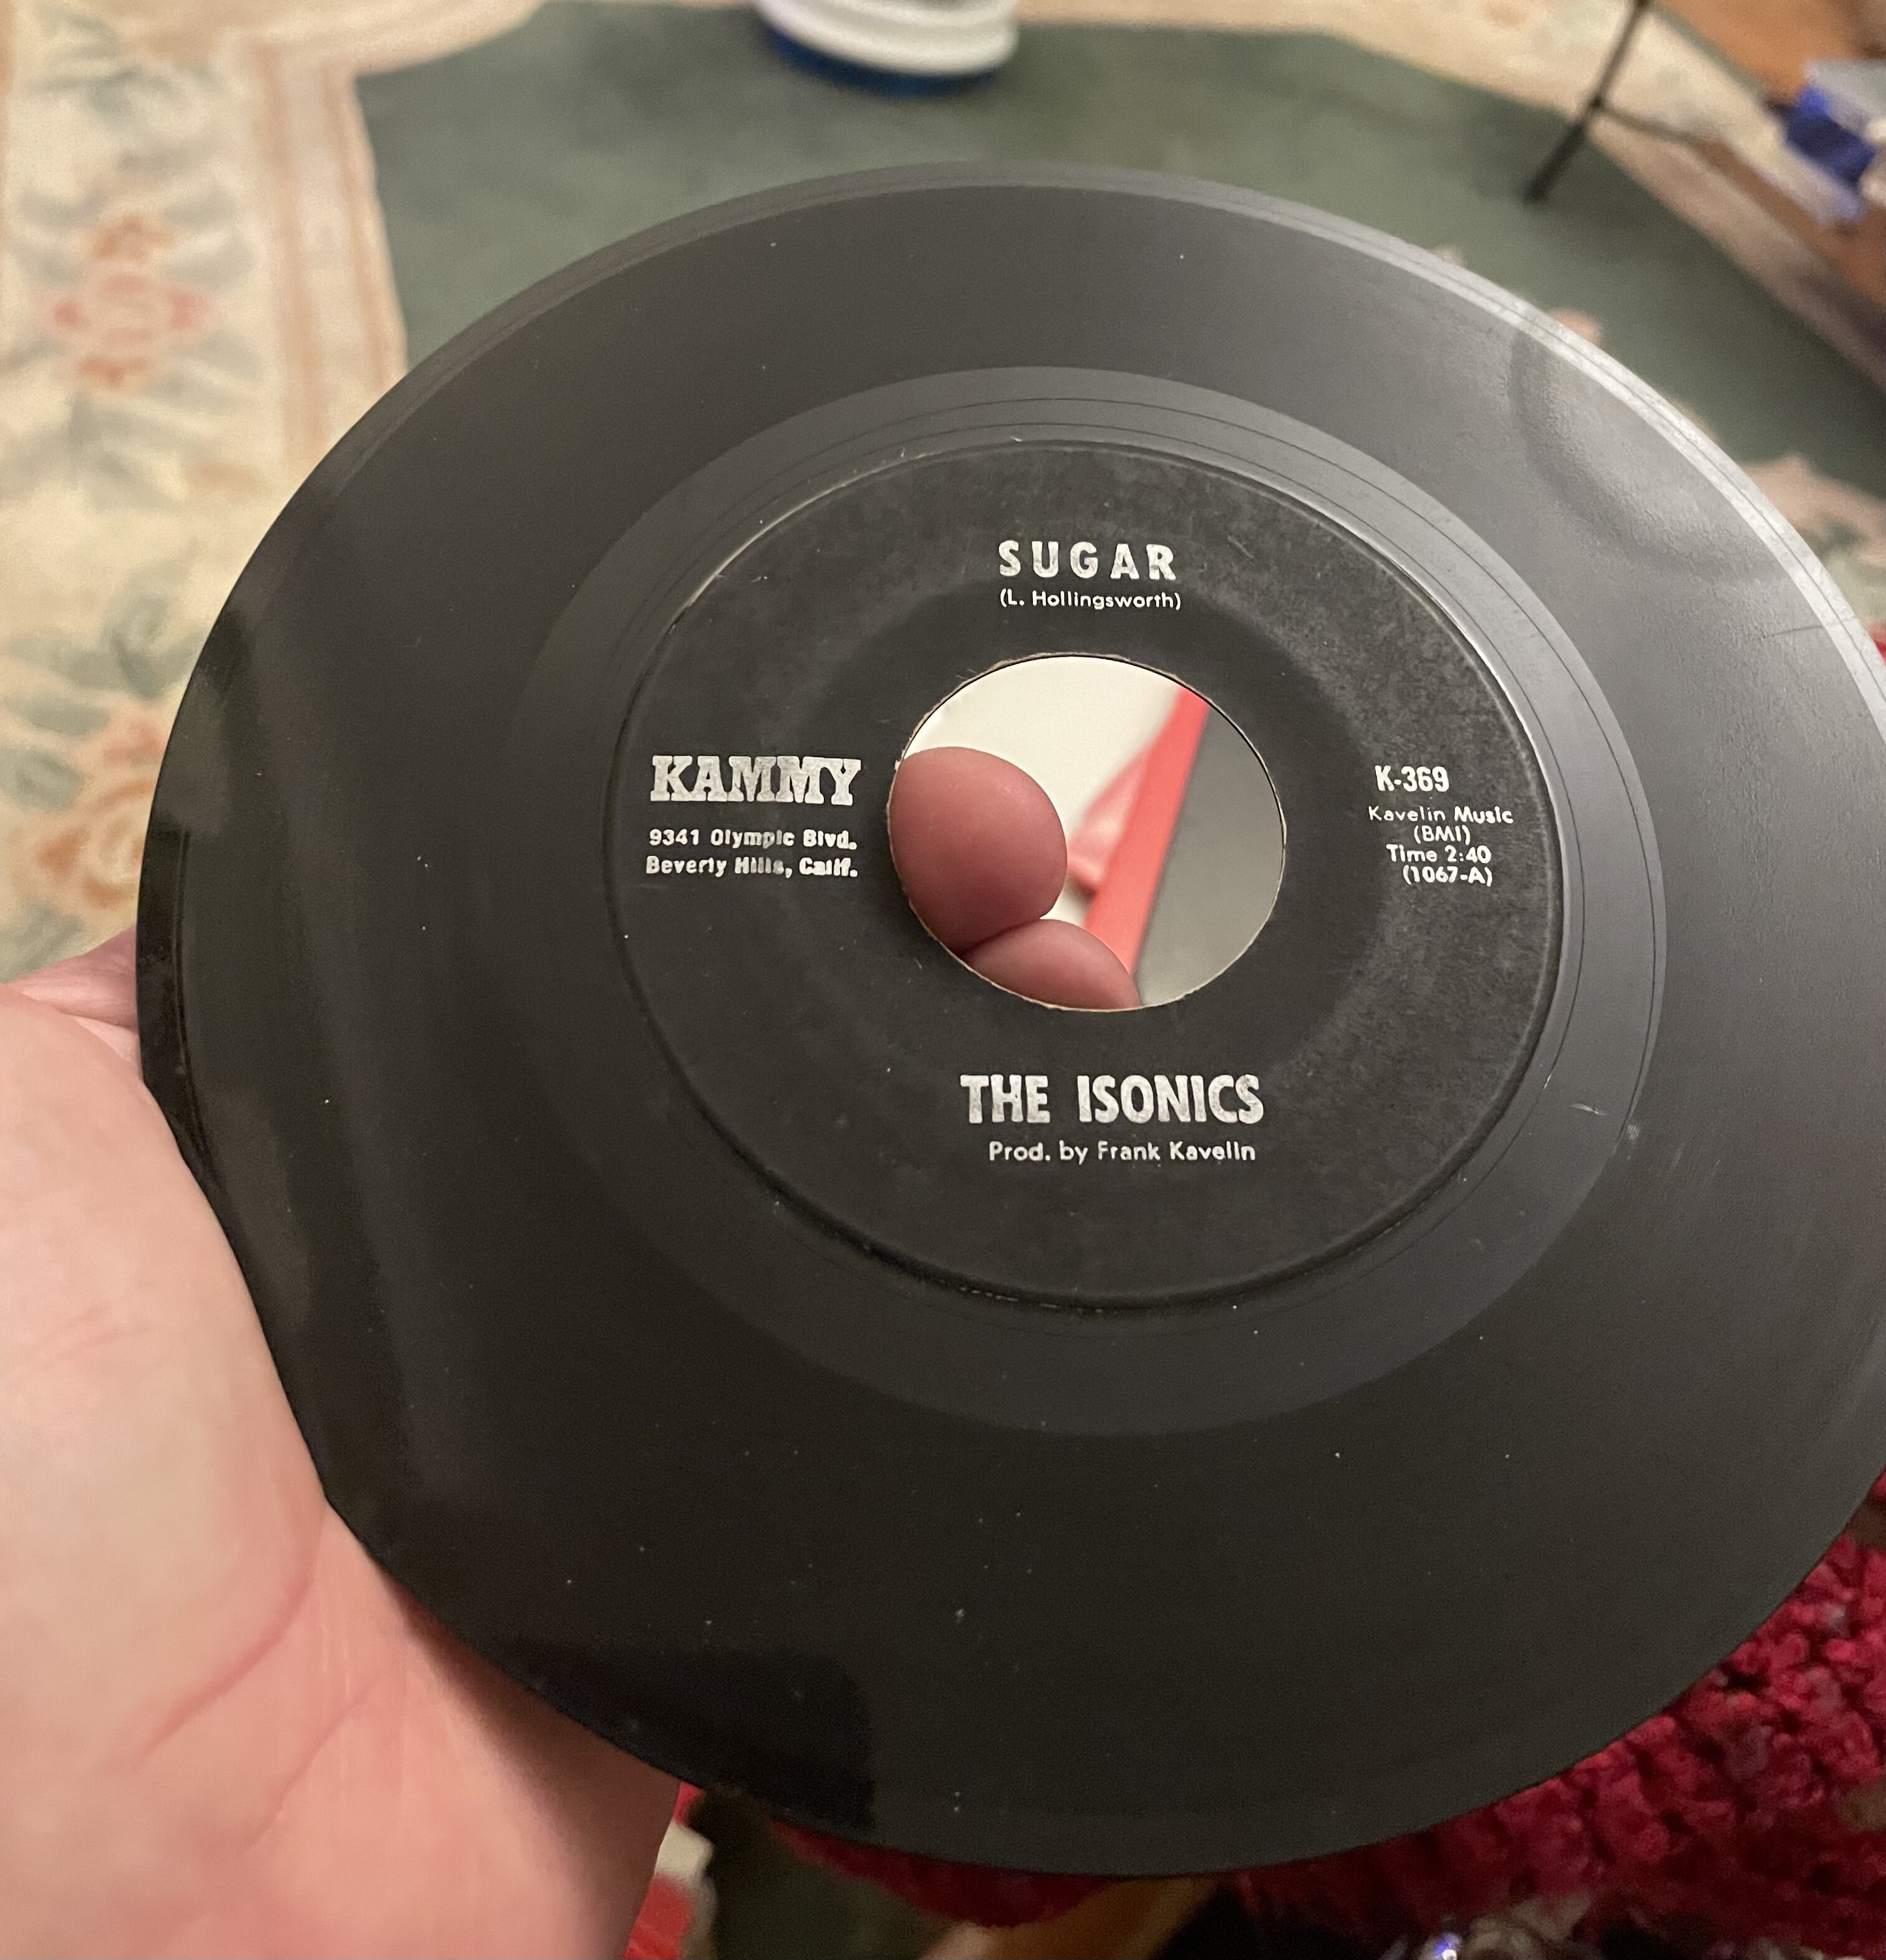 SUGAR
(L. Hollingsworth)
KAMMY
9341 Olympic Blvd.
Beverly Hills, Calif.
K-369
Kavelin Music
(BMI)
Time 2:40
(1067-A)
THE ISONICS
Prod. by Frank Kavelin